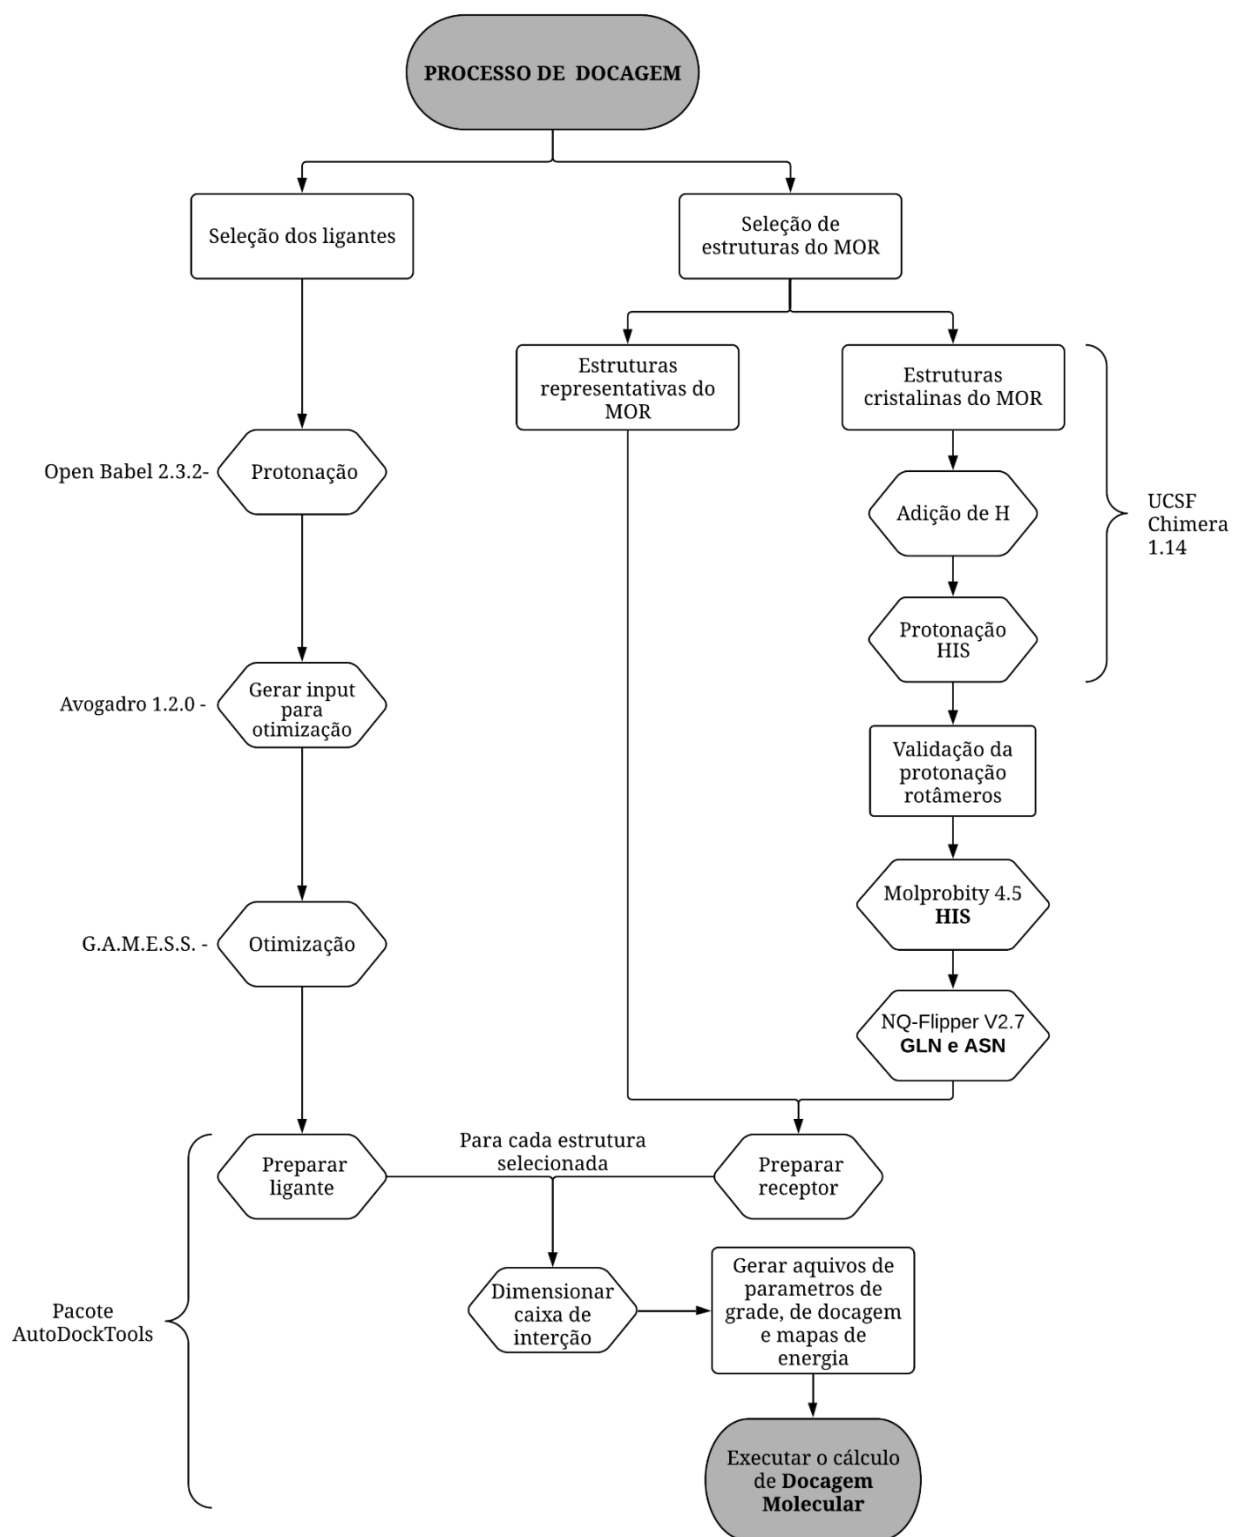 PROCESSO DE DOCAGEM
Seleção dos ligantes
Seleção de
estruturas do MOR
Estruturas
representativas do
MOR
Estruturas
cristalinas do MOR
Open Babel 2.3.2-
Protonação
Adição de H
UCSF
Chimera
1.14
Protonação
HIS
Avogadro 1.2.0 -
Gerar input
para
otimização
Validação da
protonação
rotâmeros
Molprobity 4.5
HIS
G.A.M.E.S.S. -
Otimização
NQ-Flipper V2.7
GLN e ASN
Preparar
ligante
Para cada estrutura
selecionada
Preparar
receptor
Pacote
AutoDockTools
Dimensionar
caixa de
interção
Gerar aquivos de
parametros de
grade, de docagem
e mapas de
energia
Executar o cálculo
de Docagem
Molecular